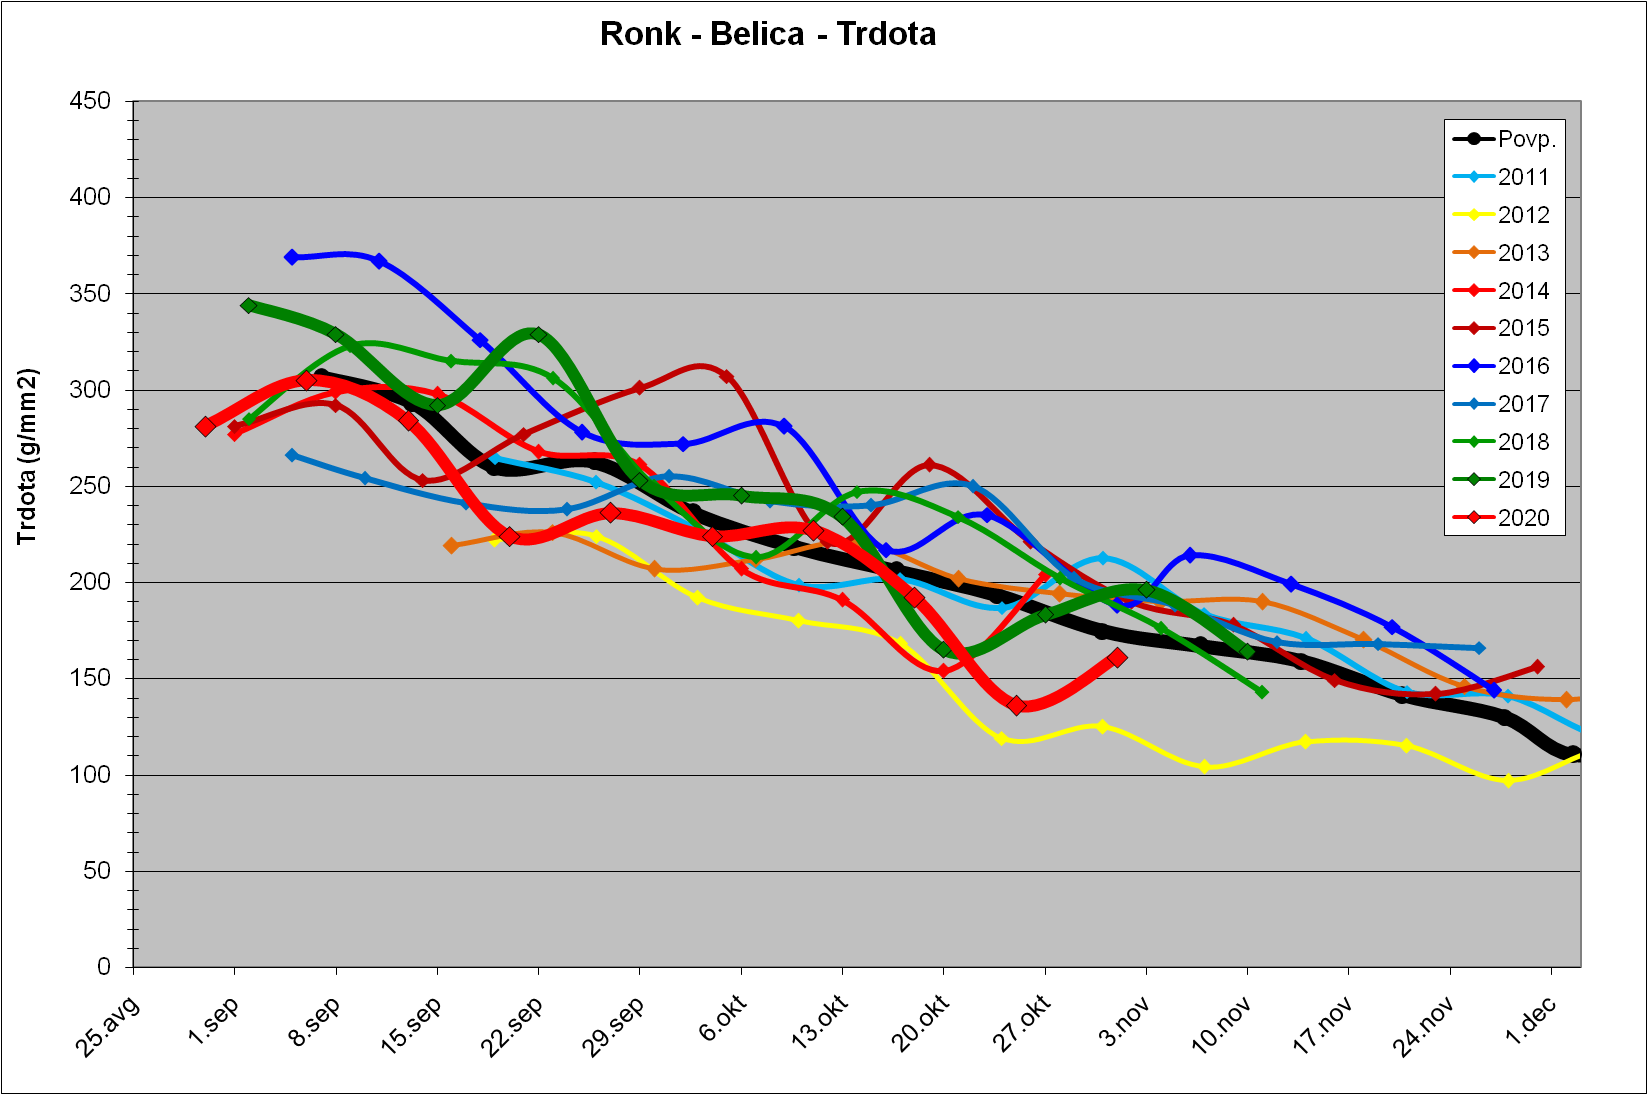 Ronk - Belica - Trdota
Trdota (g/mm2)
450
400
350
300
250
200
150
100
50
0
25.avg
1.sep
8.sep
15.sep
22.sep
29.sep
6.okt
13.okt
20.okt
27.okt
3.nov
10.nov
17.nov
24.nov
1.dec
Povp.
2011
2012
2013
2014
2015
2016
2017
2018
2019
2020